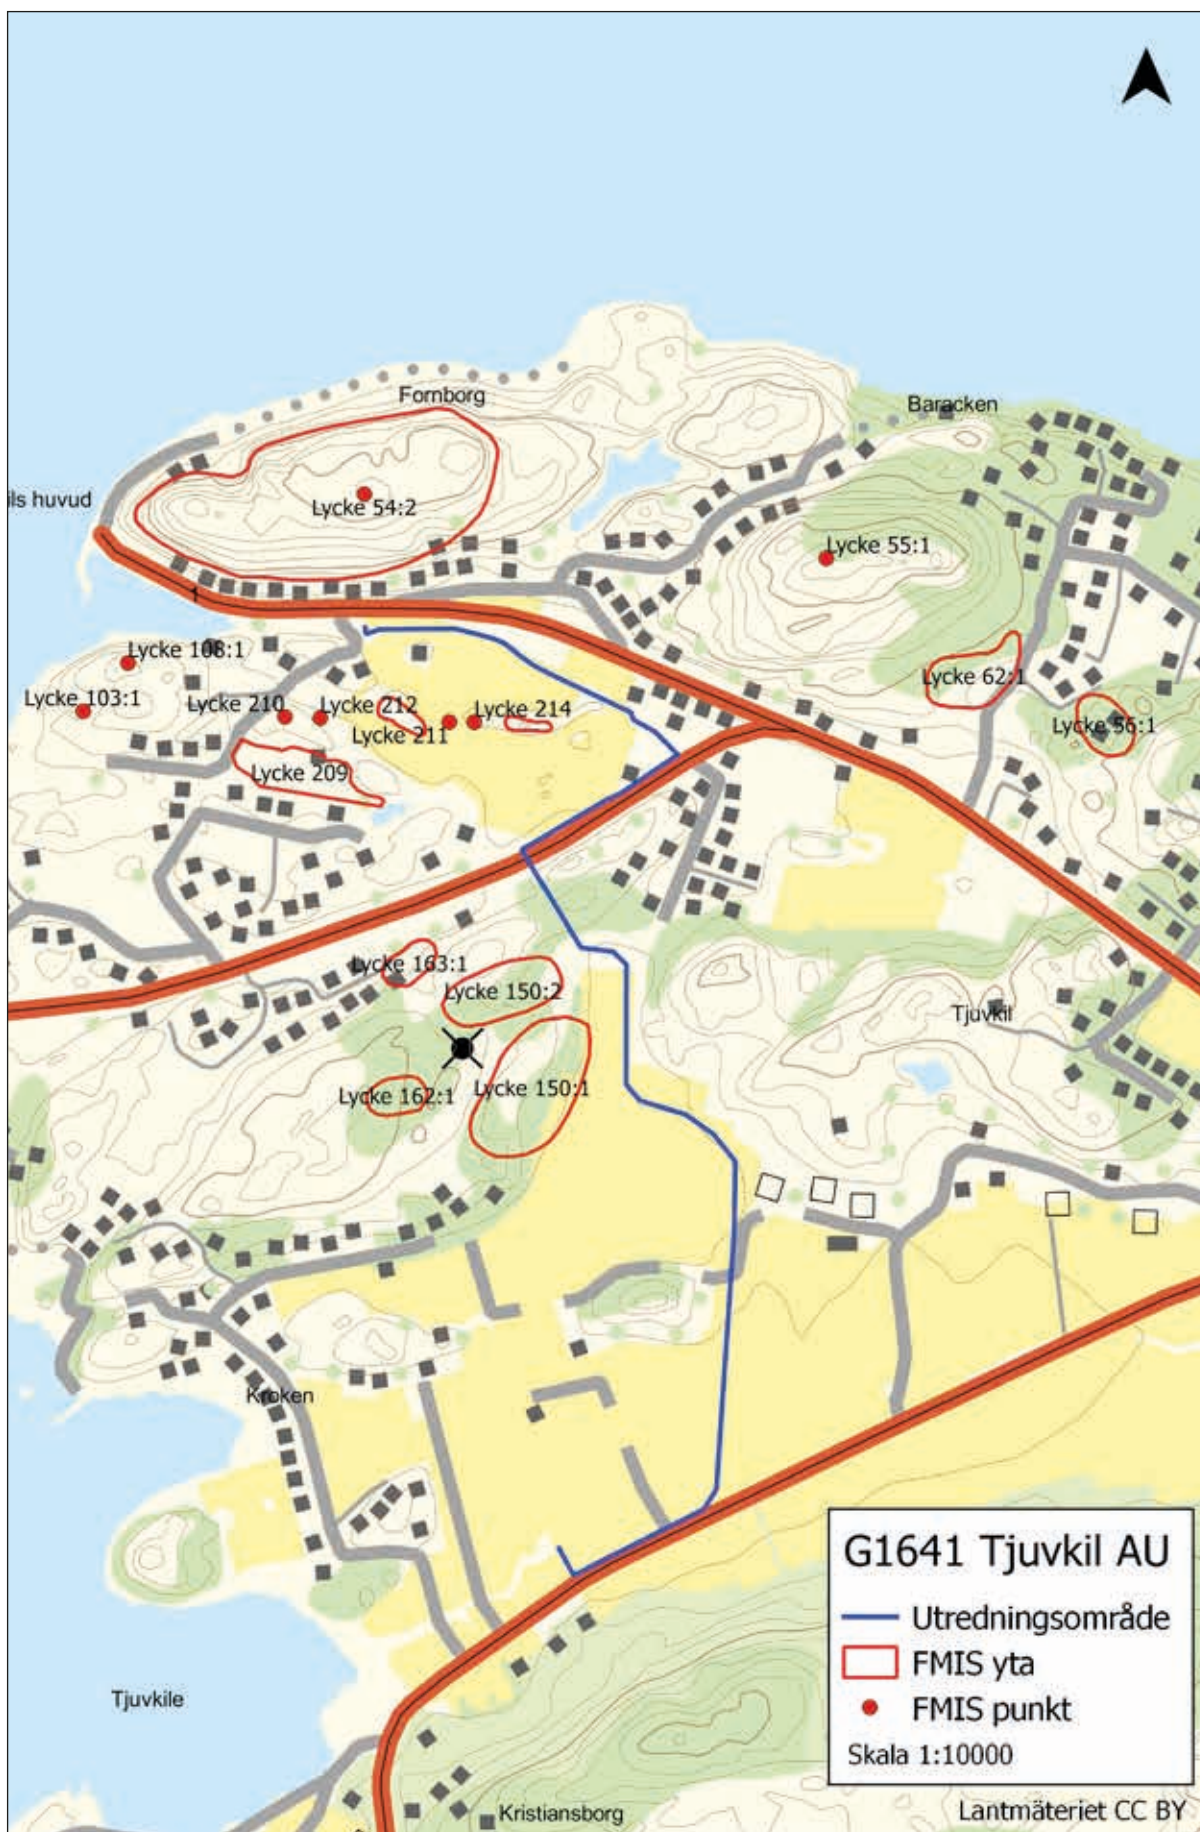 Fornborg
Baracken
ils huvud
Lycke 54:2
Lycke 55:1
1
Lycke 108:1
Lycke 62:1
Lycke 103:1
Lycke 210
Lycke 212
Lycke 214
Lycke 56:1
Lycke 211
Lycke 209
Lycke 163:1
Lycke 150:2
Tjuvkil
Lycke 162:1
Lycke 150:1
Kroken
Tjuvkile
Kristiansborg
G1641 Tjuvkil AU
Utredningsområde
FMIS yta
FMIS punkt
Skala 1:10000
Lantmäteriet CC BY